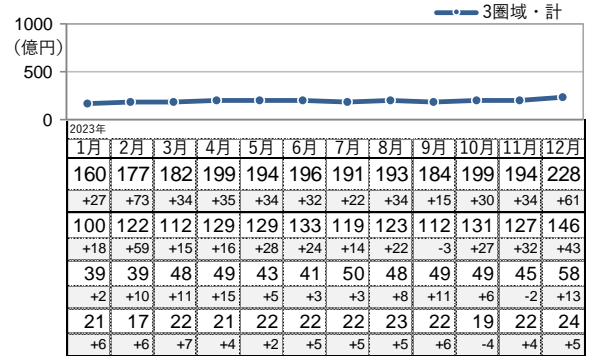 3圏域・計
1000
(億円)
500
0
2023年
1月 2月 3月 4月 5月 6月 7月 8月 9月 10月 11月 12月
160 177 182 199 194 196 191 193 184 199 194 228
+27 +73 +34 +35 +34 +32 +22 +34 +15 +30 +34 +61
100 122 112 129 129 133 119 123 112 131 127 146
+18 +59 +15 +16 +28 +24 +14 +22 -3 +27 +32 +43
39 39 48 49 43 41 50 48 49 49 45 58
+2 +10 +11 +15 +5 +3 +3 +8 +11 +6 -2 +13
21 17 22 21 22 22 22 23 22 19 22 24
+6 +6 +7 +4 +2 +5 +5 +5 +6 -4 +4 +5